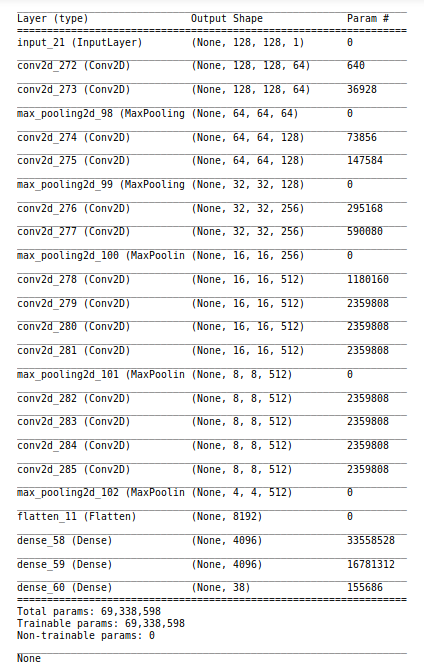 Layer (type) Output Shape Param #
input_21 (InputLayer) (None, 128, 128, 1) 0
conv2d_272 (Conv2D) (None, 128, 128, 64) 640
conv2d_273 (Conv2D) (None, 128, 128, 64) 36928
max_pooling2d_98 (MaxPooling (None, 64, 64, 64) 0
conv2d_274 (Conv2D) (None, 64, 64, 128) 73856
conv2d_275 (Conv2D) (None, 64, 64, 128) 147584
max_pooling2d_99 (MaxPooling (None, 32, 32, 128) 0
conv2d_276 (Conv2D) (None, 32, 32, 256) 295168
conv2d_277 (Conv2D) (None, 32, 32, 256) 590080
max_pooling2d_100 (MaxPoolin (None, 16, 16, 256) 0
conv2d_278 (Conv2D) (None, 16, 16, 512) 1180160
conv2d_279 (Conv2D) (None, 16, 16, 512) 2359808
conv2d_280 (Conv2D) (None, 16, 16, 512) 2359808
conv2d_281 (Conv2D) (None, 16, 16, 512) 2359808
max_pooling2d_101 (MaxPoolin (None, 8, 8, 512) 0
conv2d_282 (Conv2D) (None, 8, 8, 512) 2359808
conv2d_283 (Conv2D) (None, 8, 8, 512) 2359808
conv2d_284 (Conv2D) (None, 8, 8, 512) 2359808
conv2d_285 (Conv2D) (None, 8, 8, 512) 2359808
max_pooling2d_102 (MaxPoolin (None, 4, 4, 512) 0
flatten_11 (Flatten) (None, 8192) 0
dense_58 (Dense) (None, 4096) 33558528
dense_59 (Dense) (None, 4096) 16781312
dense_60 (Dense) (None, 38) 155686
Total params: 69,338,598
Trainable params: 69,338,598
Non-trainable params: 0
None